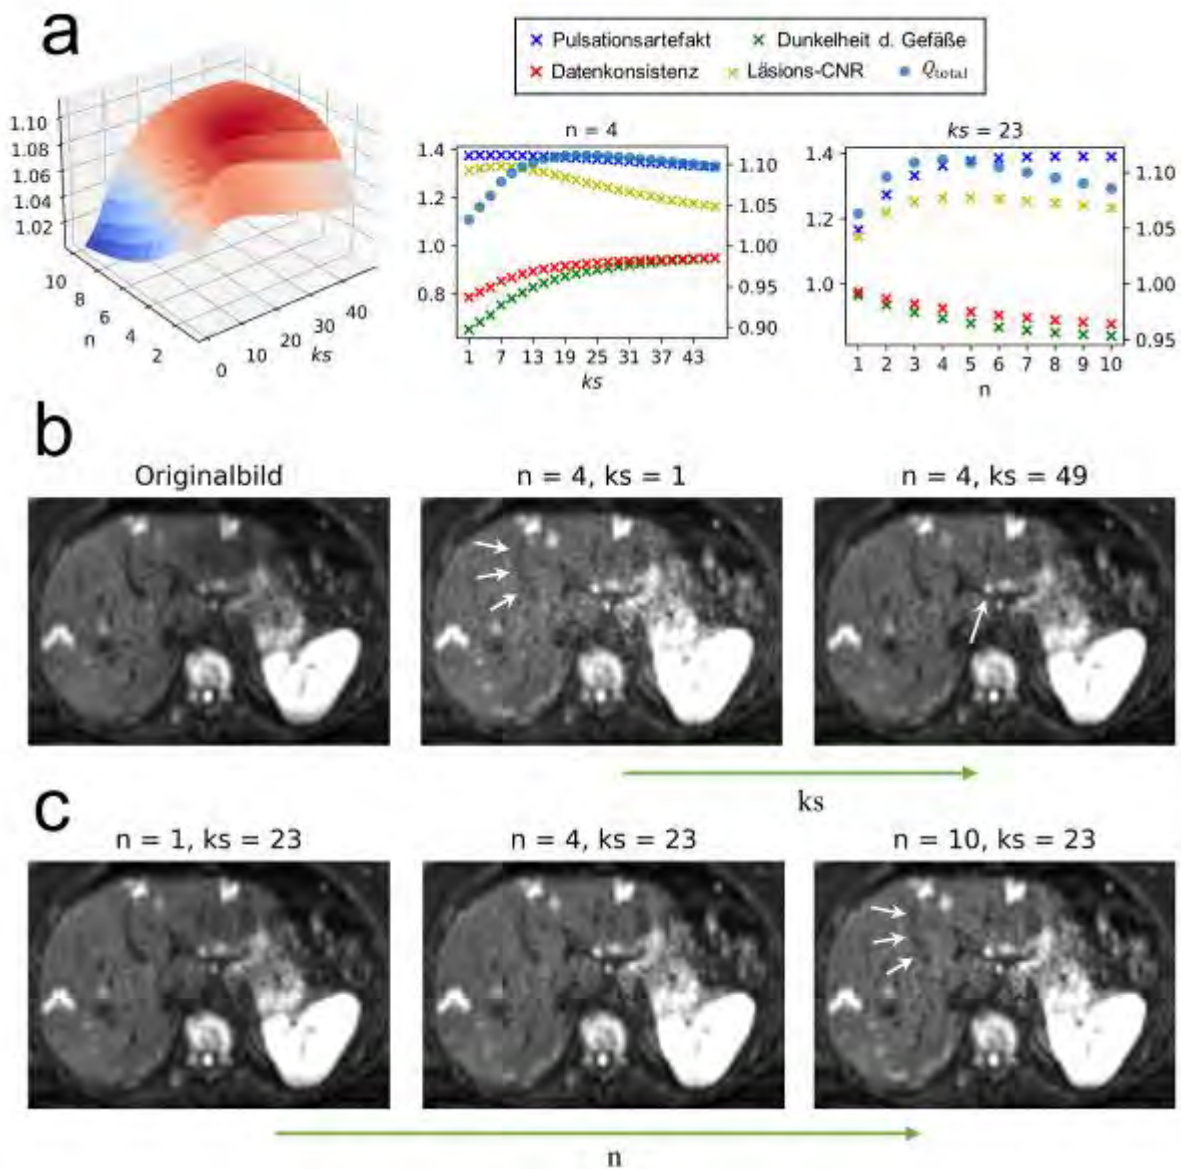 a
× Pulsationsartefakt × Dunkelheit d. Gefäße
× Datenkonsistenz × Läsions-CNR ● Qtotal
1.10
1.08
1.06
1.04
1.02
10
8
6
4
2
n
0
10
20
30
40
ks
n = 4
1.4
1.2
1.0
0.8
1.10
1.05
1.00
0.95
0.90
1 7 13 19 25 31 37 43
ks
ks = 23
1.4
1.2
1.0
1.10
1.05
1.00
0.95
1 2 3 4 5 6 7 8 9 10
n
b
Originalbild n = 4, ks = 1 n = 4, ks = 49
ks
c
n = 1, ks = 23 n = 4, ks = 23 n = 10, ks = 23
n